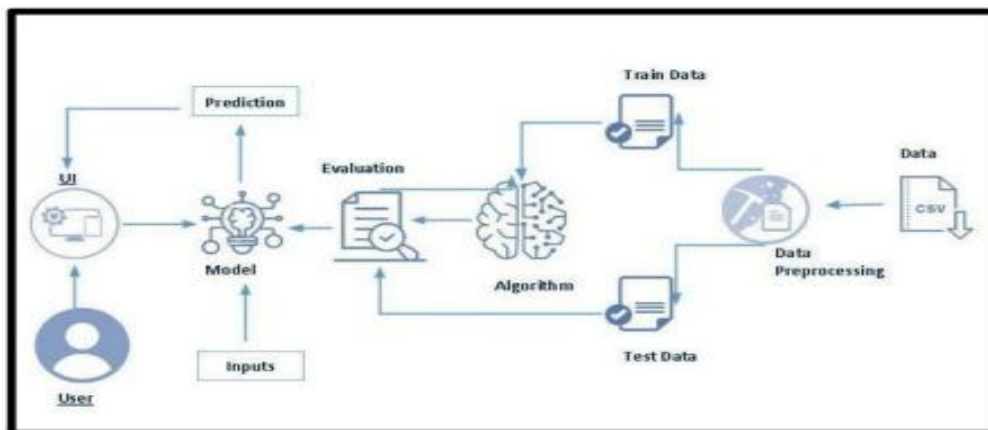 Train Data
Prediction
Data
Evaluation
UI
CSV
Data
Preprocessing
Model
Algorithm
Inputs
Test Data
User